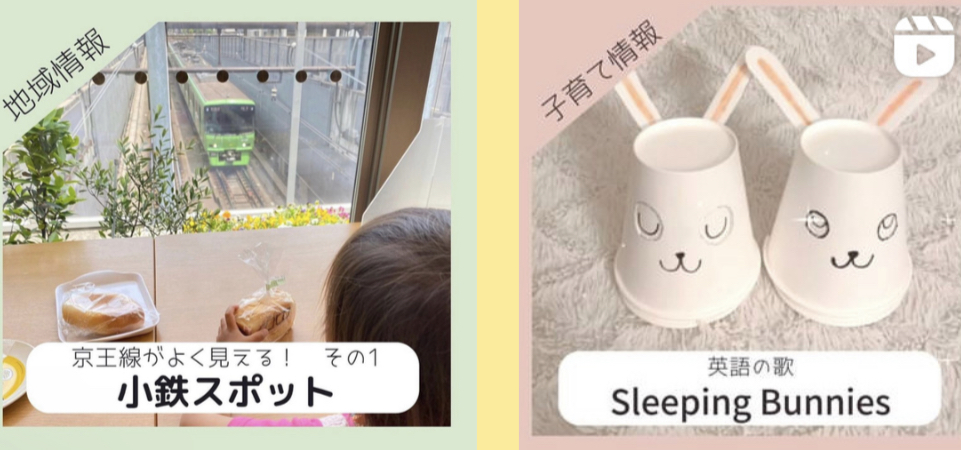 地域情報
京王線がよく見える！　その1
小鉄スポット
子育て情報
英語の歌
Sleeping Bunnies